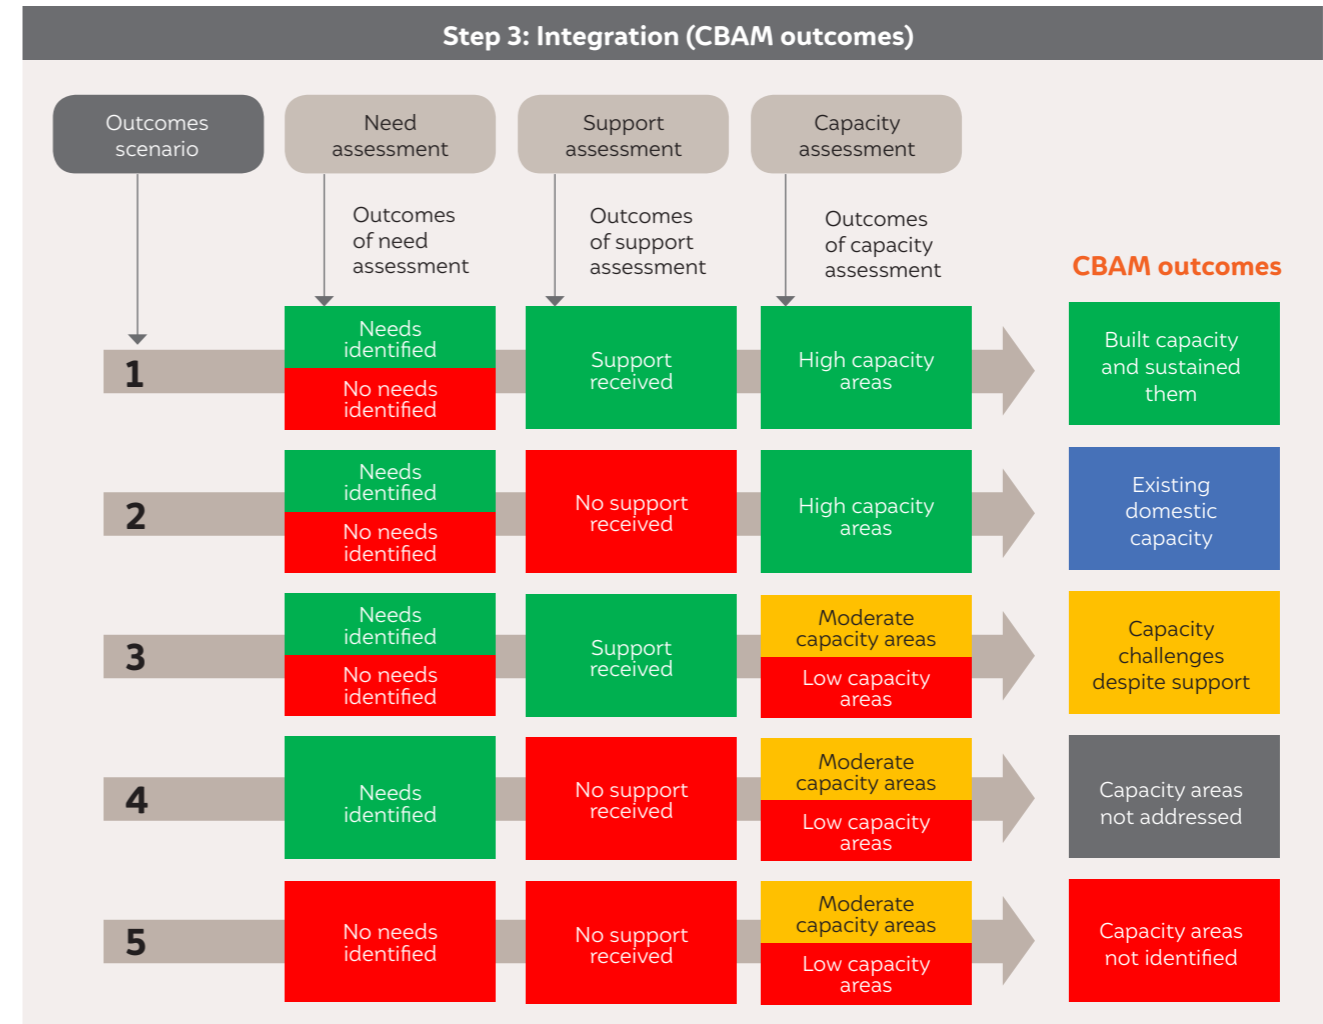 Step 3: Integration (CBAM outcomes)
Outcomes
scenario
Need
assessment
Support
assessment
Capacity
assessment
Outcomes
of need
assessment
Outcomes
of support
assessment
Outcomes
of capacity
assessment
CBAM outcomes
1
Needs
identified
No needs
identified
Support
received
High capacity
areas
Built capacity
and sustained
them
2
Needs
identified
No needs
identified
No support
received
High capacity
areas
Existing
domestic
capacity
3
Needs
identified
No needs
identified
Support
received
Moderate
capacity areas
Low capacity
areas
Capacity
challenges
despite support
4
Needs
identified
No support
received
Moderate
capacity areas
Low capacity
areas
Capacity areas
not addressed
5
No needs
identified
No support
received
Moderate
capacity areas
Low capacity
areas
Capacity areas
not identified